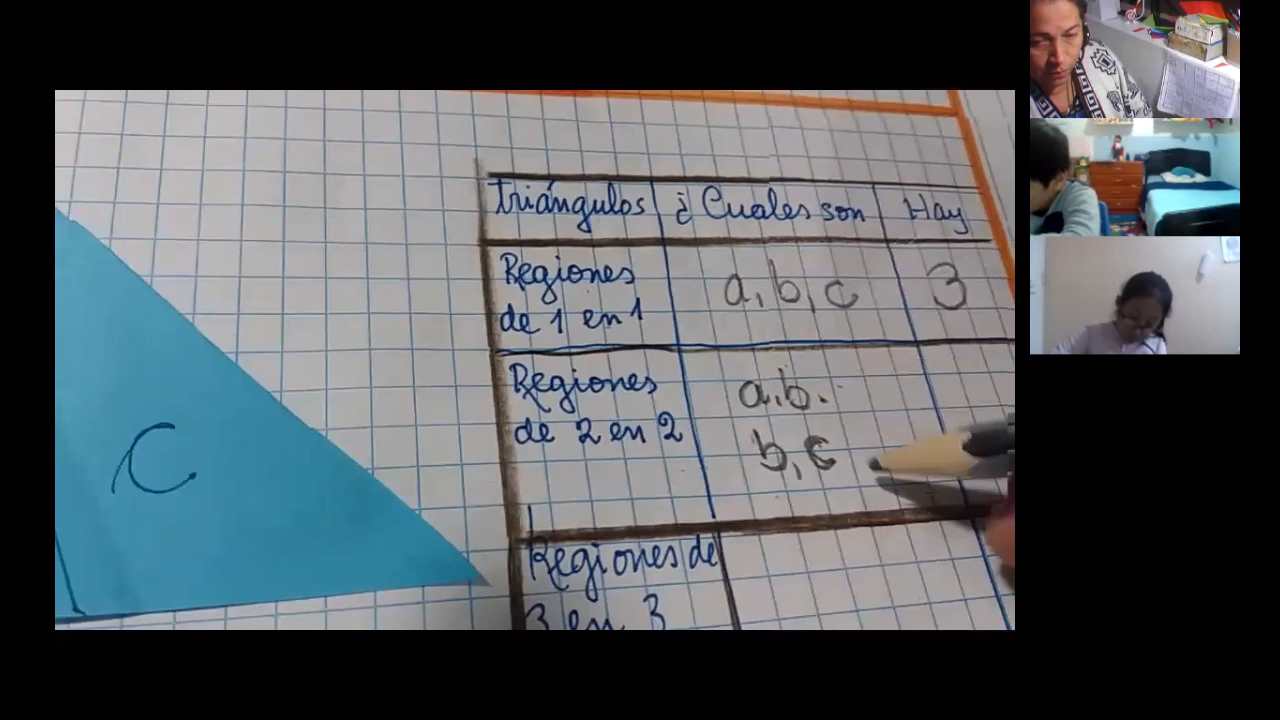 triángulos ¿Cuales son Hay
Regiones
de 1 en 1
a, b, c
3
Regiones
de 2 en 2
a, b.
b, c
Regiones de
3 en 3
C